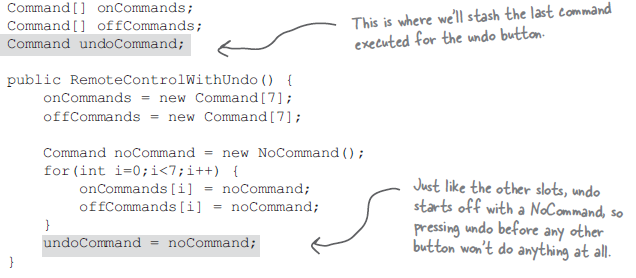 Command[] onCommands;
Command[] offCommands;
Command undoCommand;
This is where we'll stash the last command
executed for the undo button.
public RemoteControlWithUndo() {
onCommands = new Command[7];
offCommands = new Command[7];
Command noCommand = new NoCommand();
for(int i=0;i<7;i++) {
onCommands[i] = noCommand;
offCommands[i] = noCommand;
}
undoCommand = noCommand;
}
Just like the other slots, undo
starts off with a NoCommand, so
pressing undo before any other
button won't do anything at all.